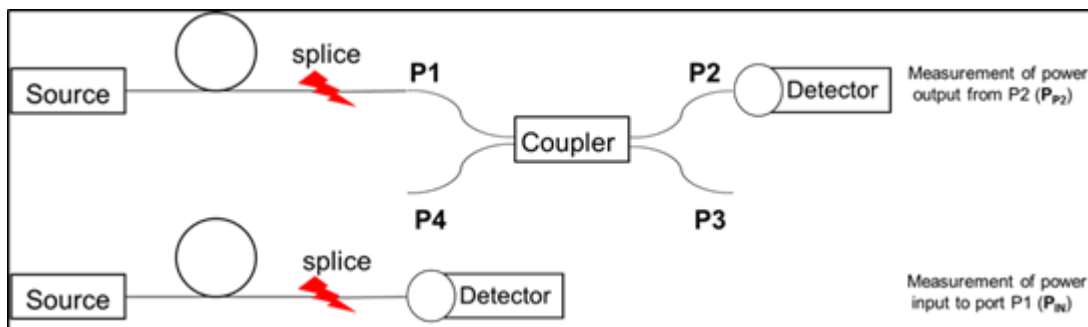 splice
P1
P2
Source
Detector
Measurement of power
output from P2 (PP2)
Coupler
P4
P3
splice
Source
Detector
Measurement of power
input to port P1 (PIN)